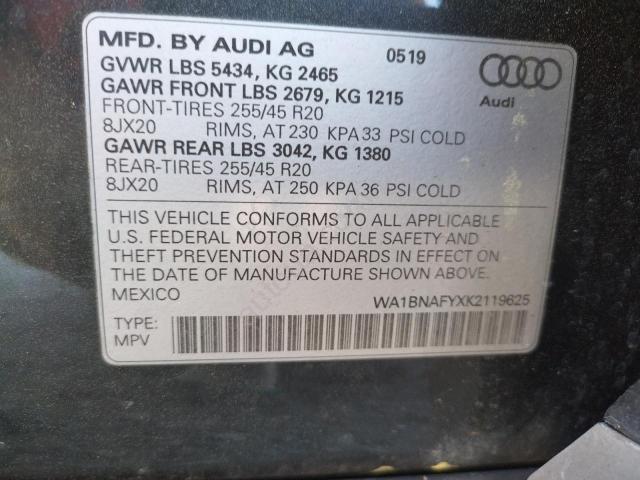 MFD. BY AUDI AG 0519
GVWR LBS 5434, KG 2465
GAWR FRONT LBS 2679, KG 1215
FRONT-TIRES 255/45 R20
8JX20 RIMS, AT 230 KPA 33 PSI COLD
GAWR REAR LBS 3042, KG 1380
REAR-TIRES 255/45 R20
8JX20 RIMS, AT 250 KPA 36 PSI COLD
Audi
THIS VEHICLE CONFORMS TO ALL APPLICABLE
U.S. FEDERAL MOTOR VEHICLE SAFETY AND
THEFT PREVENTION STANDARDS IN EFFECT ON
THE DATE OF MANUFACTURE SHOWN ABOVE.
MEXICO WA1BNAFYXK2119625
TYPE:
MPV